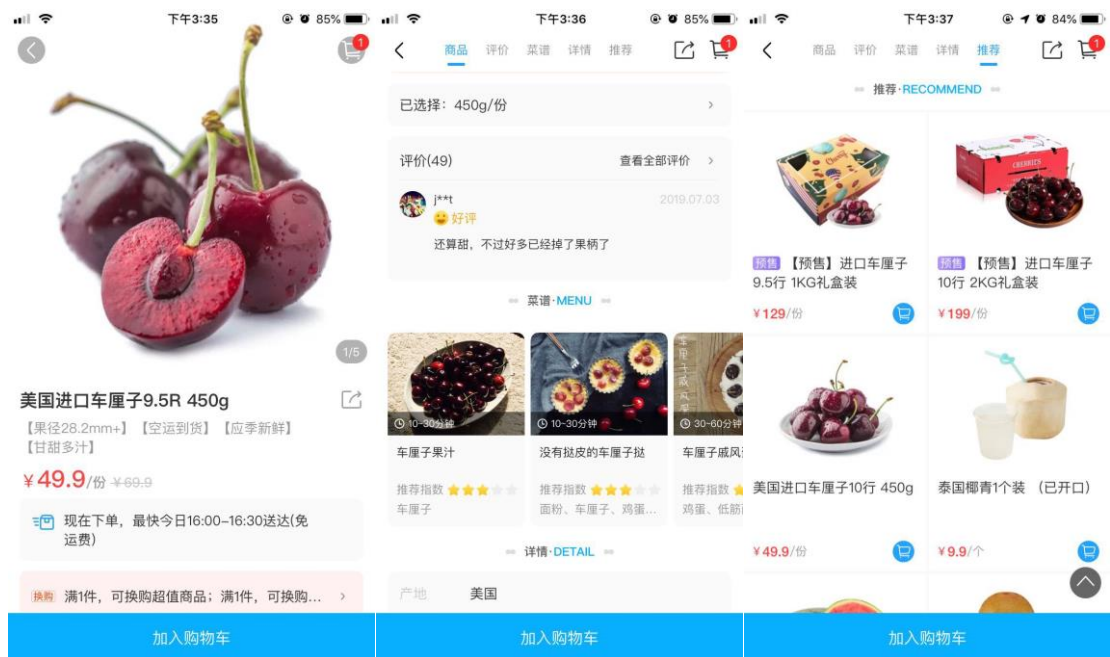 下午3:35
85%
1
1/5
美国进口车厘子9.5R 450g
【果径28.2mm+】【空运到货】【应季新鲜】
【甘甜多汁】
¥49.9/份 ¥69.9
现在下单，最快今日16:00-16:30送达(免
运费)
换购 满1件，可换购超值商品；满1件，可换购...
加入购物车
下午3:36
85%
商品 评价 菜谱 详情 推荐
1
已选择：450g/份
评价(49) 查看全部评价
j**t 2019.07.03
好评
还算甜，不过好多已经掉了果柄了
菜谱·MENU
10-30分钟 10-30分钟 30-60分钟
车厘子果汁 没有挞皮的车厘子挞 车厘子戚风
推荐指数 推荐指数 推荐指数
车厘子 面粉、车厘子、鸡蛋... 鸡蛋、低筋
详情·DETAIL
产地 美国
加入购物车
下午3:37
84%
商品 评价 菜谱 详情 推荐
1
推荐·RECOMMEND
Cherry
CHERRIES
预售 【预售】进口车厘子
9.5行 1KG礼盒装
¥129/份
预售 【预售】进口车厘子
10行 2KG礼盒装
¥199/份
美国进口车厘子10行 450g
¥49.9/份
泰国椰青1个装 （已开口）
¥9.9/个
加入购物车